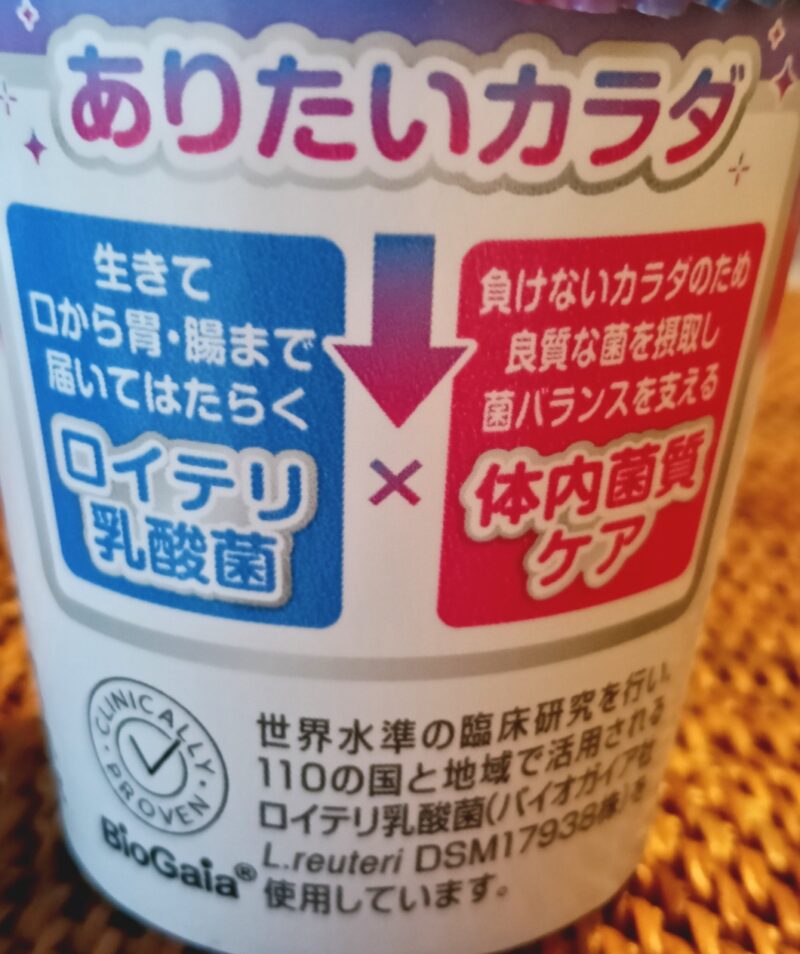 ありたいカラダ
生きて
口から胃・腸まで
届いてはたらく
ロイテリ
乳酸菌
×
負けないカラダのため
良質な菌を摂取し
菌バランスを支える
体内菌質
ケア
CLINICALLY
PROVEN
BioGaia®
世界水準の臨床研究を行い、
110の国と地域で活用される
ロイテリ乳酸菌(バイオガイア社
L.reuteri DSM17938株)を
使用しています。